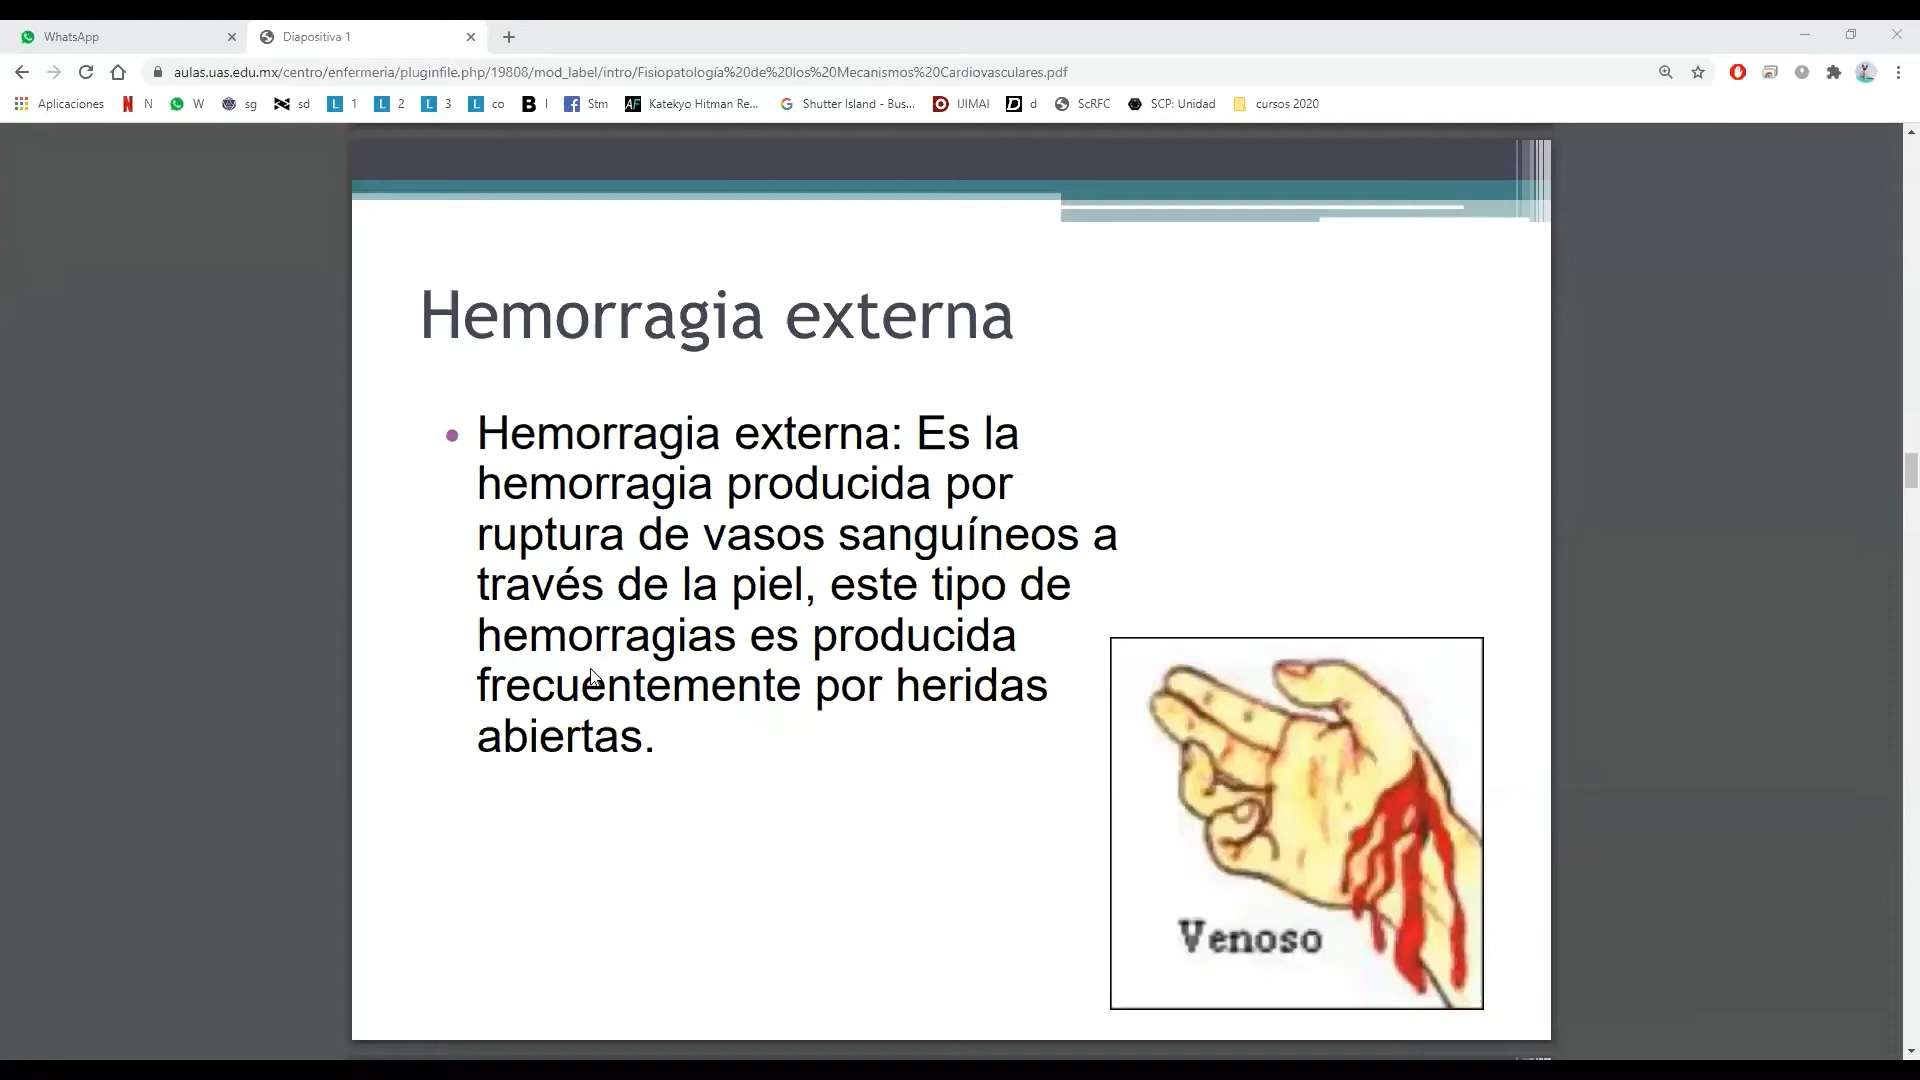 WhatsApp
Diapositiva 1
aulas.uas.edu.mx/centro/enfermeria/pluginfile.php/19808/mod_label/intro/Fisiopatología%20de%20los%20Mecanismos%20Cardiovasculares.pdf
Aplicaciones N N W sg sd L 1 L 2 L 3 L co B I Stm AF Katekyo Hitman Re... Shutter Island - Bus... IJIMAI D d ScRFC SCP: Unidad cursos 2020
Hemorragia externa
• Hemorragia externa: Es la
hemorragia producida por
ruptura de vasos sanguíneos a
través de la piel, este tipo de
hemorragias es producida
frecuentemente por heridas
abiertas.
Venoso